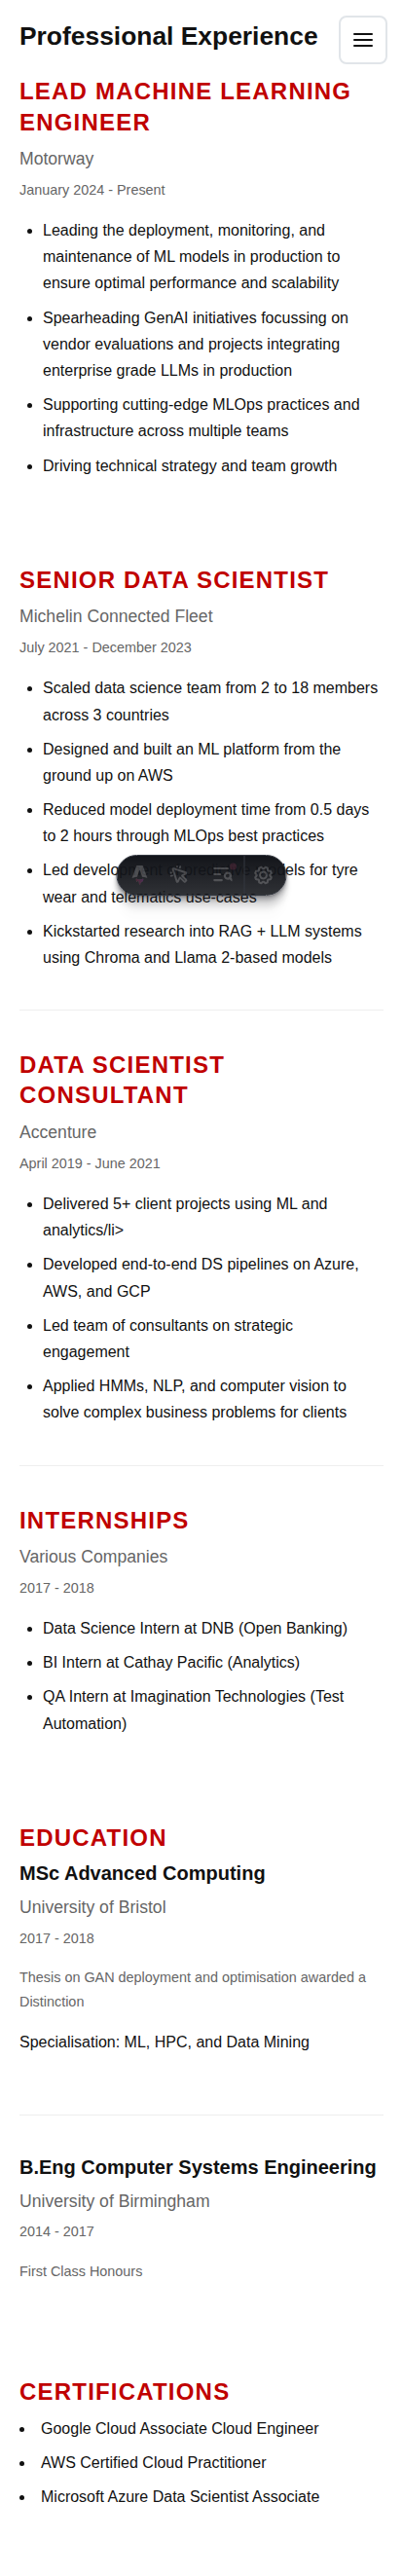 Professional Experience
LEAD MACHINE LEARNING
ENGINEER
Motorway
January 2024 - Present
Leading the deployment, monitoring, and
maintenance of ML models in production to
ensure optimal performance and scalability
Spearheading GenAI initiatives focussing on
vendor evaluations and projects integrating
enterprise grade LLMs in production
Supporting cutting-edge MLOps practices and
infrastructure across multiple teams
Driving technical strategy and team growth
SENIOR DATA SCIENTIST
Michelin Connected Fleet
July 2021 - December 2023
Scaled data science team from 2 to 18 members
across 3 countries
Designed and built an ML platform from the
ground up on AWS
Reduced model deployment time from 0.5 days
to 2 hours through MLOps best practices
Led for tyre
wear and telematics use-cases
Kickstarted research into RAG + LLM systems
using Chroma and Llama 2-based models
DATA SCIENTIST
CONSULTANT
Accenture
April 2019 - June 2021
Delivered 5+ client projects using ML and
analytics/li>
Developed end-to-end DS pipelines on Azure,
AWS, and GCP
Led team of consultants on strategic
engagement
Applied HMMs, NLP, and computer vision to
solve complex business problems for clients
INTERNSHIPS
Various Companies
2017 - 2018
Data Science Intern at DNB (Open Banking)
BI Intern at Cathay Pacific (Analytics)
QA Intern at Imagination Technologies (Test
Automation)
EDUCATION
MSc Advanced Computing
University of Bristol
2017 - 2018
Thesis on GAN deployment and optimisation awarded a
Distinction
Specialisation: ML, HPC, and Data Mining
B.Eng Computer Systems Engineering
University of Birmingham
2014 - 2017
First Class Honours
CERTIFICATIONS
Google Cloud Associate Cloud Engineer
AWS Certified Cloud Practitioner
Microsoft Azure Data Scientist Associate